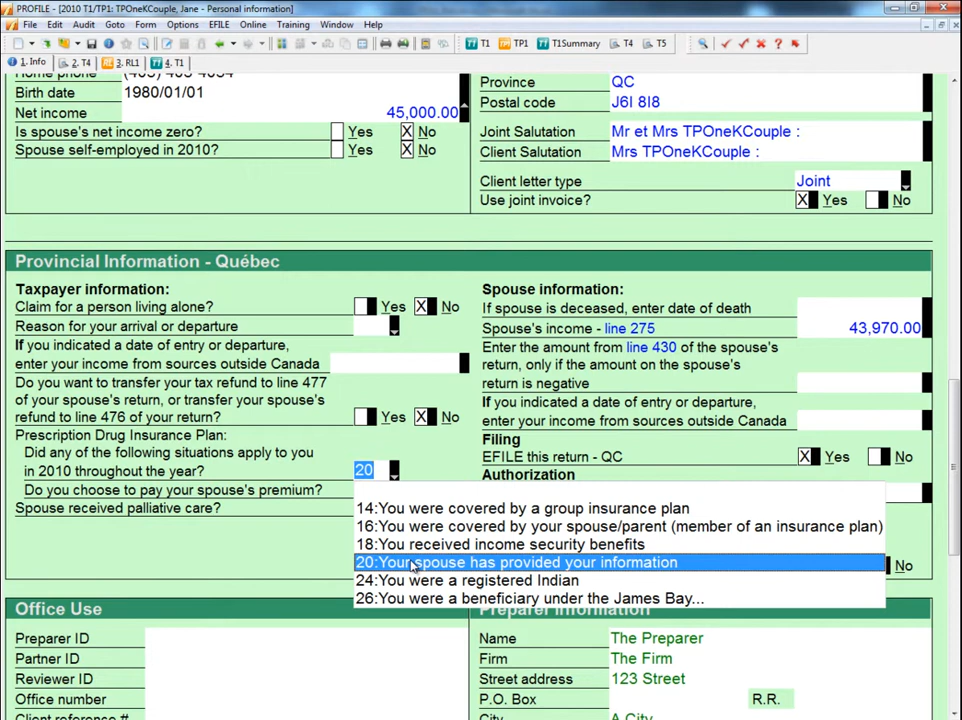 PROFILE - [2010 T1/TP1: TPOneKCouple, Jane - Personal information]
File Edit Audit Goto Form Options EFILE Online Training Window Help
T1 TP1 T1Summary T4 T5
1. Info 2. T4 3. RL1 4. T1
Birth date 1980/01/01
Net income 45,000.00
Is spouse's net income zero? Yes X No
Spouse self-employed in 2010? Yes X No
Province QC
Postal code J6I 8I8
Joint Salutation Mr et Mrs TPOneKCouple :
Client Salutation Mrs TPOneKCouple :
Client letter type Joint
Use joint invoice? X Yes No
Provincial Information - Québec
Taxpayer information:
Claim for a person living alone? Yes X No
Reason for your arrival or departure
If you indicated a date of entry or departure,
enter your income from sources outside Canada
Do you want to transfer your tax refund to line 477
of your spouse's return, or transfer your spouse's
refund to line 476 of your return? Yes X No
Prescription Drug Insurance Plan:
Did any of the following situations apply to you
in 2010 throughout the year? 20
Do you choose to pay your spouse's premium?
Spouse received palliative care?
Spouse information:
If spouse is deceased, enter date of death
Spouse's income - line 275 43,970.00
Enter the amount from line 430 of the spouse's
return, only if the amount on the spouse's
return is negative
If you indicated a date of entry or departure,
enter your income from sources outside Canada
Filing
EFILE this return - QC X Yes No
Authorization
14:You were covered by a group insurance plan
16:You were covered by your spouse/parent (member of an insurance plan)
18:You received income security benefits
20:Your spouse has provided your information
24:You were a registered Indian
26:You were a beneficiary under the James Bay...
No
Office Use
Preparer ID
Partner ID
Reviewer ID
Office number
Client reference #
Preparer Information
Name The Preparer
Firm The Firm
Street address 123 Street
P.O. Box R.R.
City A City